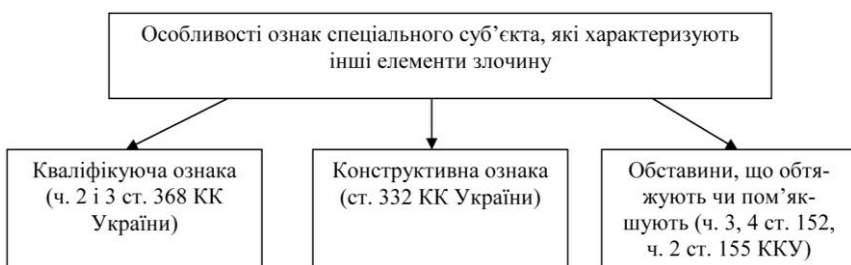 Особливості ознак спеціального суб’єкта, які характеризують
інші елементи злочину
Кваліфікуюча ознака
(ч. 2 і 3 ст. 368 КК
України)
Конструктивна ознака
(ст. 332 КК України)
Обставини, що обтя-
жують чи пом’як-
шують (ч. 3, 4 ст. 152,
ч. 2 ст. 155 ККУ)